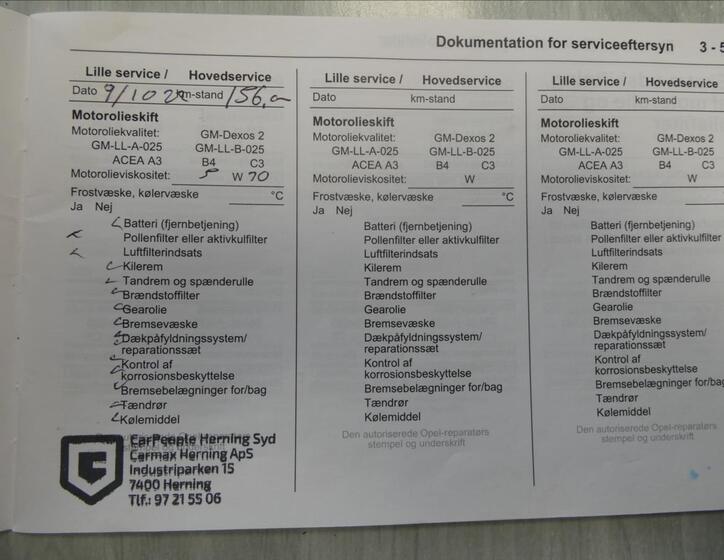 Dokumentation for serviceeftersyn 3 - 5
Lille service / Hovedservice
Dato 9/10 km-stand 156,
Motorolieskift
Motoroliekvalitet: GM-Dexos 2
GM-LL-A-025 GM-LL-B-025
ACEA A3 B4 C3
Motorolieviskositet: 5 W 70
Frostvæske, kølervæske °C
Ja Nej
Batteri (fjernbetjening)
Pollenfilter eller aktivkulfilter
Luftfilterindsats
Kilerem
Tandrem og spænderulle
Brændstoffilter
Gearolie
Bremsevæske
Dækpåfyldningssystem/
reparationssæt
Kontrol af
korrosionsbeskyttelse
Bremsebelægninger for/bag
Tændrør
Kølemiddel
CarPeople Herning Syd
Carmax Herning ApS
Industriparken 15
7400 Herning
Tlf.: 97 21 55 06
Lille service / Hovedservice
Dato km-stand
Motorolieskift
Motoroliekvalitet: GM-Dexos 2
GM-LL-A-025 GM-LL-B-025
ACEA A3 B4 C3
Motorolieviskositet: W
Frostvæske, kølervæske °C
Ja Nej
Batteri (fjernbetjening)
Pollenfilter eller aktivkulfilter
Luftfilterindsats
Kilerem
Tandrem og spænderulle
Brændstoffilter
Gearolie
Bremsevæske
Dækpåfyldningssystem/
reparationssæt
Kontrol af
korrosionsbeskyttelse
Bremsebelægninger for/bag
Tændrør
Kølemiddel
Den autoriserede Opel-reparatørs
stempel og underskrift
Lille service / Hovedservice
Dato km-stand
Motorolieskift
Motoroliekvalitet: GM-Dexos 2
GM-LL-A-025 GM-LL-B-025
ACEA A3 B4 C3
Motorolieviskositet: W
Frostvæske, kølervæske
Ja Nej
Batteri (fjernbetjening)
Pollenfilter eller aktivkulfilter
Luftfilterindsats
Kilerem
Tandrem og spænderulle
Brændstoffilter
Gearolie
Bremsevæske
Dækpåfyldningssystem/
reparationssæt
Kontrol af
korrosionsbeskyttelse
Bremsebelægninger for/bag
Tændrør
Kølemiddel
Den autoriserede Opel-reparatørs
stempel og underskrift